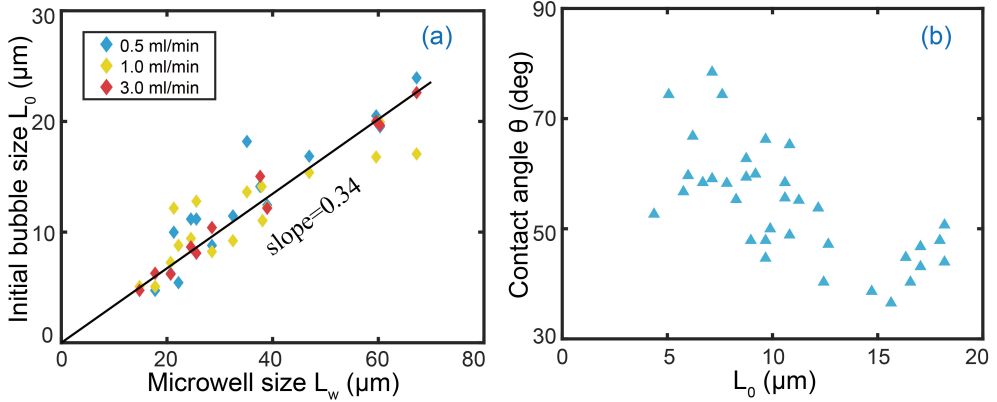 (a)
0.5 ml/min
1.0 ml/min
3.0 ml/min
Initial bubble size L0 (μm)
30
20
10
0
slope=0.34
0 20 40 60 80
Microwell size Lw (μm)
(b)
Contact angle θ (deg)
90
70
50
30
0 5 10 15 20
L0 (μm)